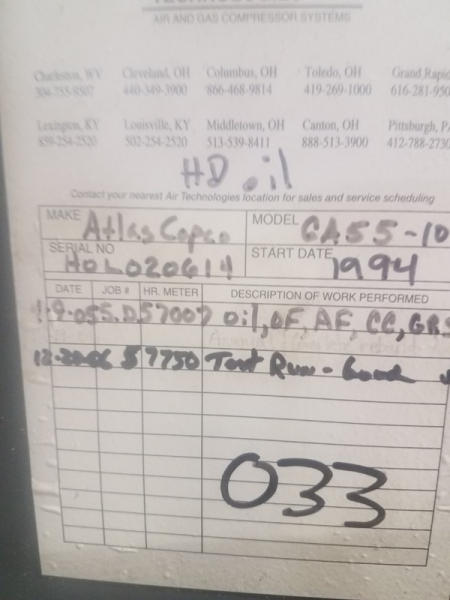 AIR AND GAS COMPRESSOR SYSTEMS
Charleston, WV Cleveland, OH Columbus, OH Toledo, OH Grand Rapid
304-755-9507 440-349-3900 866-468-9814 419-269-1000 616-281-950
Lexington, KY Louisville, KY Middletown, OH Canton, OH Pittsburgh, PA
859-254-2520 502-254-2520 513-539-8411 888-513-3900 412-788-2730
HD oil
Contact your nearest Air Technologies location for sales and service scheduling
MAKE Atlas Copco MODEL GA55-10
SERIAL NO START DATE 1994
DATE JOB # HR. METER DESCRIPTION OF WORK PERFORMED
57007 Oil, OF, AF, CC, GRS
57750 Test Run - Good
033